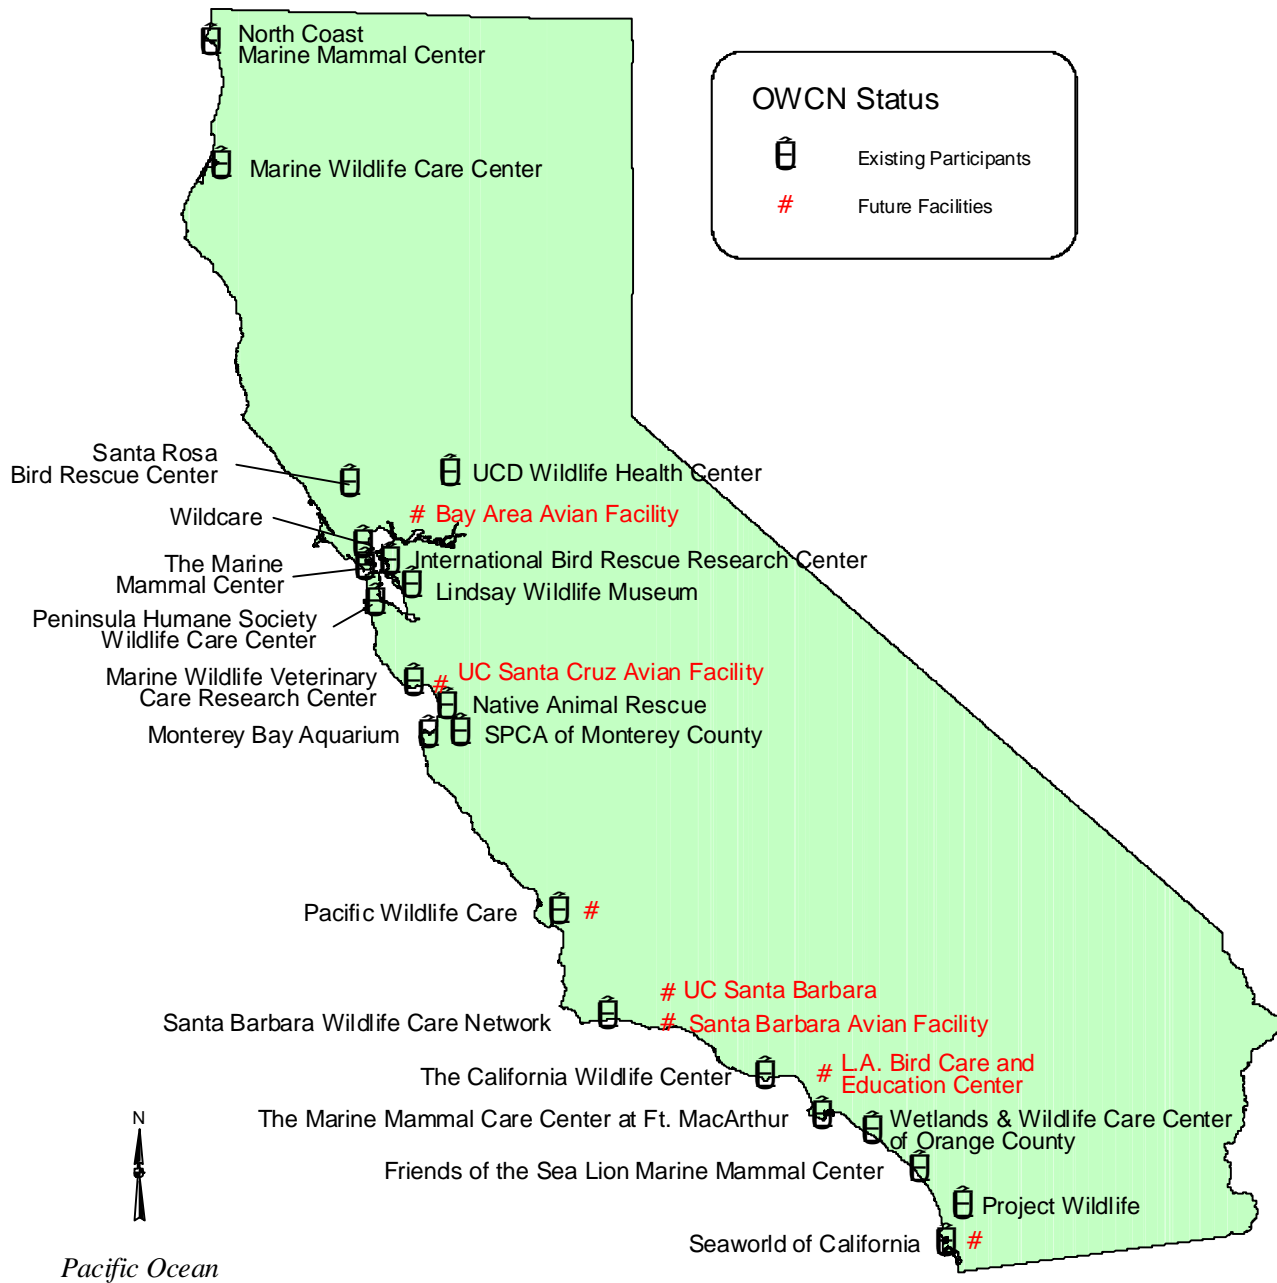 North Coast
Marine Mammal Center
OWCN Status
Existing Participants
# Future Facilities
Marine Wildlife Care Center
Santa Rosa
Bird Rescue Center
UCD Wildlife Health Center
Wildcare
# Bay Area Avian Facility
The Marine
Mammal Center
International Bird Rescue Research Center
Lindsay Wildlife Museum
Peninsula Humane Society
Wildlife Care Center
Marine Wildlife Veterinary
Care Research Center
# UC Santa Cruz Avian Facility
Native Animal Rescue
Monterey Bay Aquarium
SPCA of Monterey County
Pacific Wildlife Care
#
# UC Santa Barbara
Santa Barbara Wildlife Care Network
# Santa Barbara Avian Facility
The California Wildlife Center
# L.A. Bird Care and
Education Center
The Marine Mammal Care Center at Ft. MacArthur
Wetlands & Wildlife Care Center
of Orange County
Friends of the Sea Lion Marine Mammal Center
Project Wildlife
Seaworld of California
#
N
Pacific Ocean